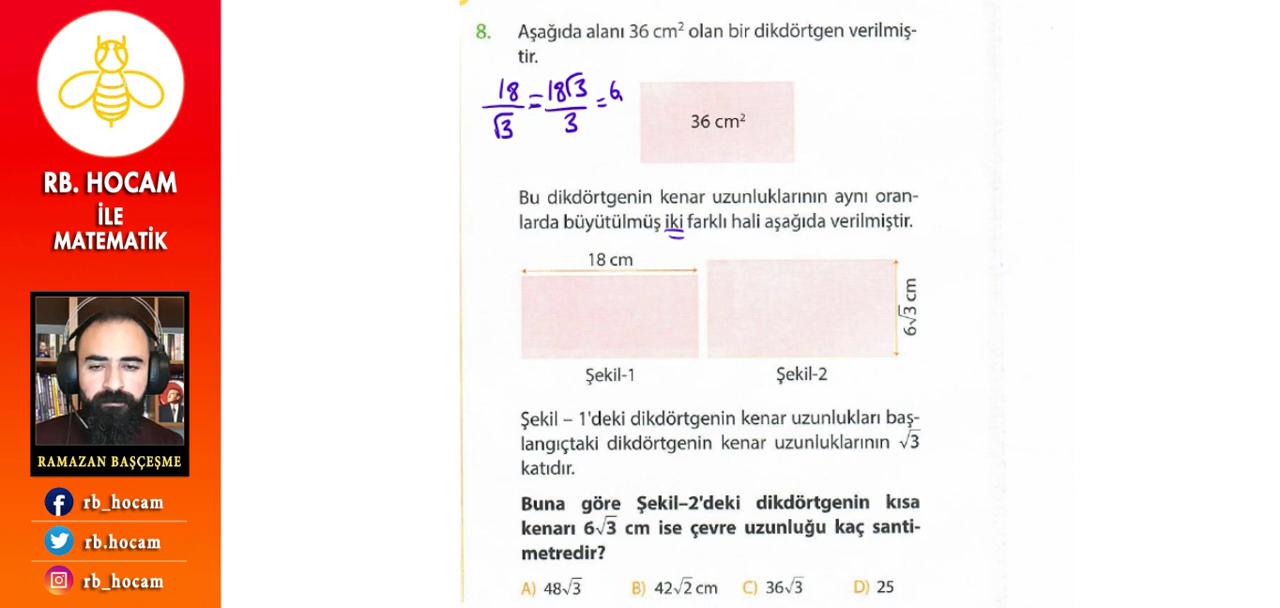 RB. HOCAM
İLE
MATEMATİK
RAMAZAN BAŞÇEŞME
rb_hocam
rb.hocam
rb_hocam
8. Aşağıda alanı 36 cm² olan bir dikdörtgen verilmiş-
tir.
18/√3 = 18√3/3 = 6
36 cm²
Bu dikdörtgenin kenar uzunluklarının aynı oran-
larda büyütülmüş iki farklı hali aşağıda verilmiştir.
18 cm
6√3 cm
Şekil-1 Şekil-2
Şekil – 1'deki dikdörtgenin kenar uzunlukları baş-
langıçtaki dikdörtgenin kenar uzunluklarının √3
katıdır.
Buna göre Şekil–2'deki dikdörtgenin kısa
kenarı 6√3 cm ise çevre uzunluğu kaç santi-
metredir?
A) 48√3 B) 42√2 cm C) 36√3 D) 25